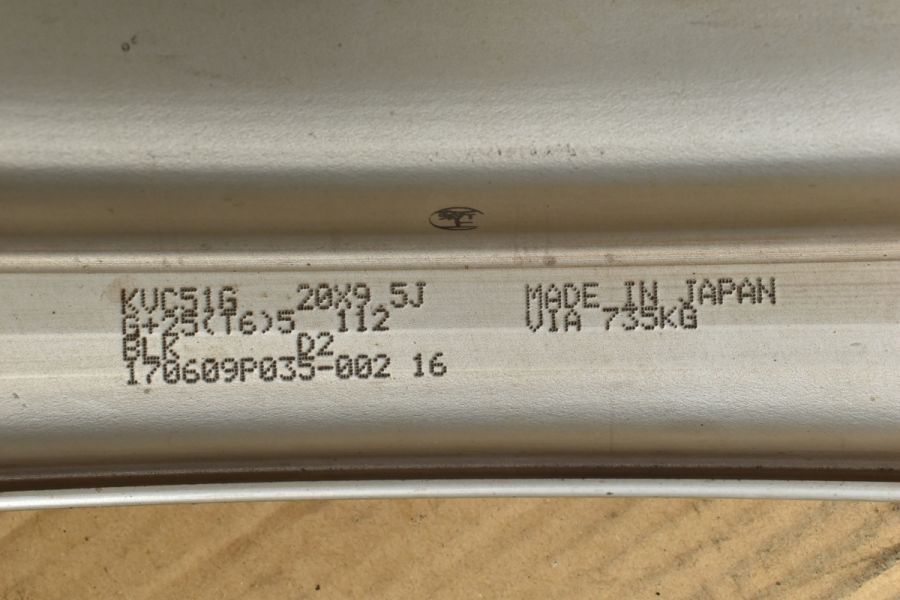 KVC51G 20X9.5J
G+25(T6)5 112
BLK D2
170609P035-002 16
MADE IN JAPAN
VIA 735kG